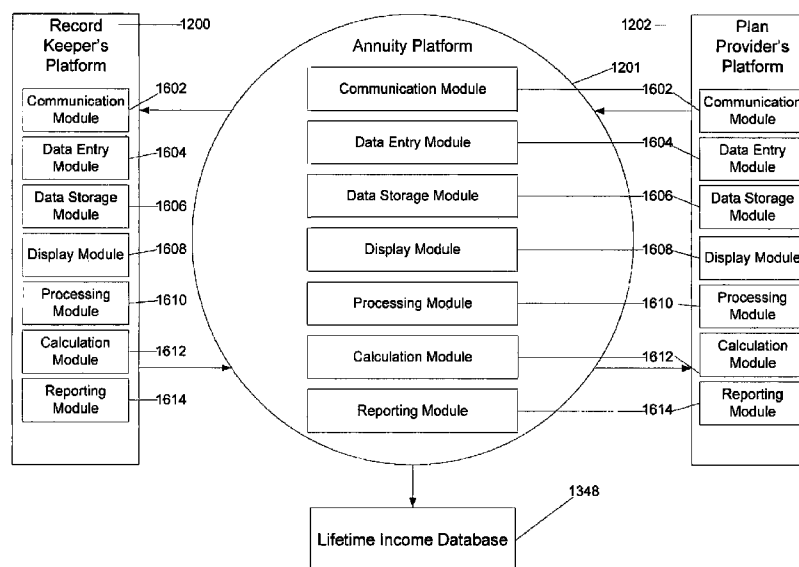 Record
Keeper's
Platform
1200
Communication
Module
1602
Data Entry
Module
1604
Data Storage
Module
1606
Display Module
1608
Processing
Module
1610
Calculation
Module
1612
Reporting
Module
1614
Annuity Platform
1201
Communication Module
1602
Data Entry Module
1604
Data Storage Module
1606
Display Module
1608
Processing Module
1610
Calculation Module
1612
Reporting Module
1614
1202
Plan
Provider's
Platform
Communication
Module
Data Entry
Module
Data Storage
Module
Display Module
Processing
Module
Calculation
Module
Reporting
Module
Lifetime Income Database
1348